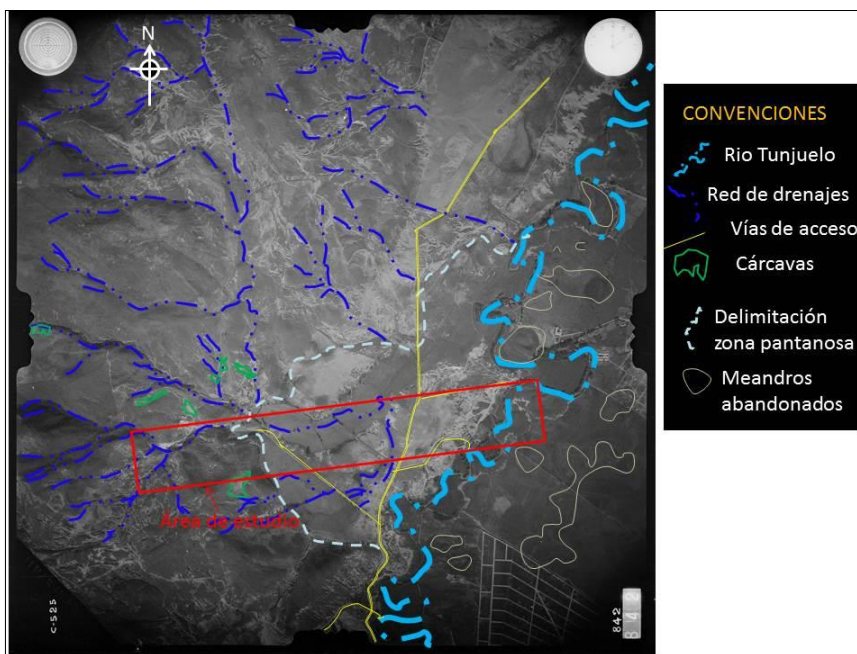 N
Área de estudio
C-525
842
842
CONVENCIONES
Rio Tunjuelo
Red de drenajes
Vías de acceso
Cárcavas
Delimitación
zona pantanosa
Meandros
abandonados